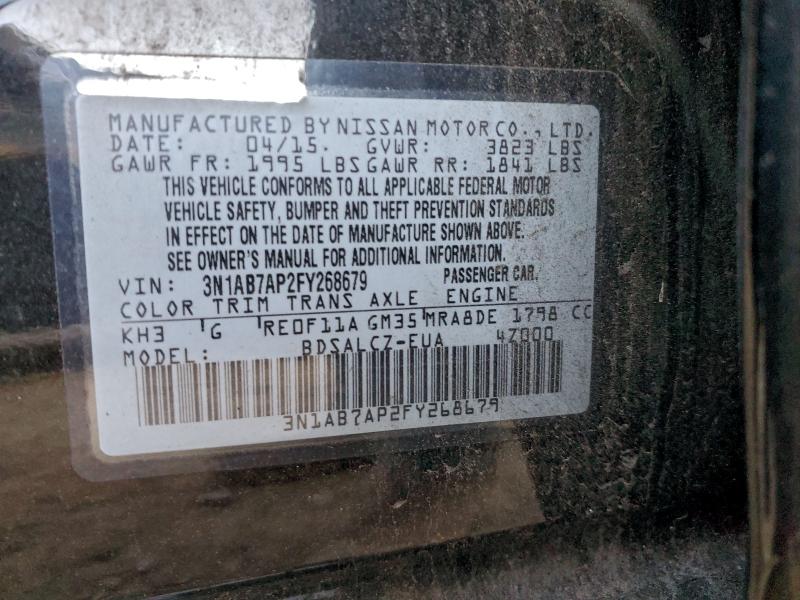 MANUFACTURED BY NISSAN MOTOR CO., LTD.
DATE: 04/15. GVWR: 3823 LBS
GAWR FR: 1995 LBS GAWR RR: 1841 LBS
THIS VEHICLE CONFORMS TO ALL APPLICABLE FEDERAL MOTOR
VEHICLE SAFETY, BUMPER AND THEFT PREVENTION STANDARDS
IN EFFECT ON THE DATE OF MANUFACTURE SHOWN ABOVE.
SEE OWNER'S MANUAL FOR ADDITIONAL INFORMATION.
VIN: 3N1AB7AP2FY268679 PASSENGER CAR.
COLOR TRIM TRANS AXLE ENGINE
KH3 G RE0F11A GM35 MRA8DE 1798 CC
MODEL: BDSALCZ-EUA 4Z000
3N1AB7AP2FY268679